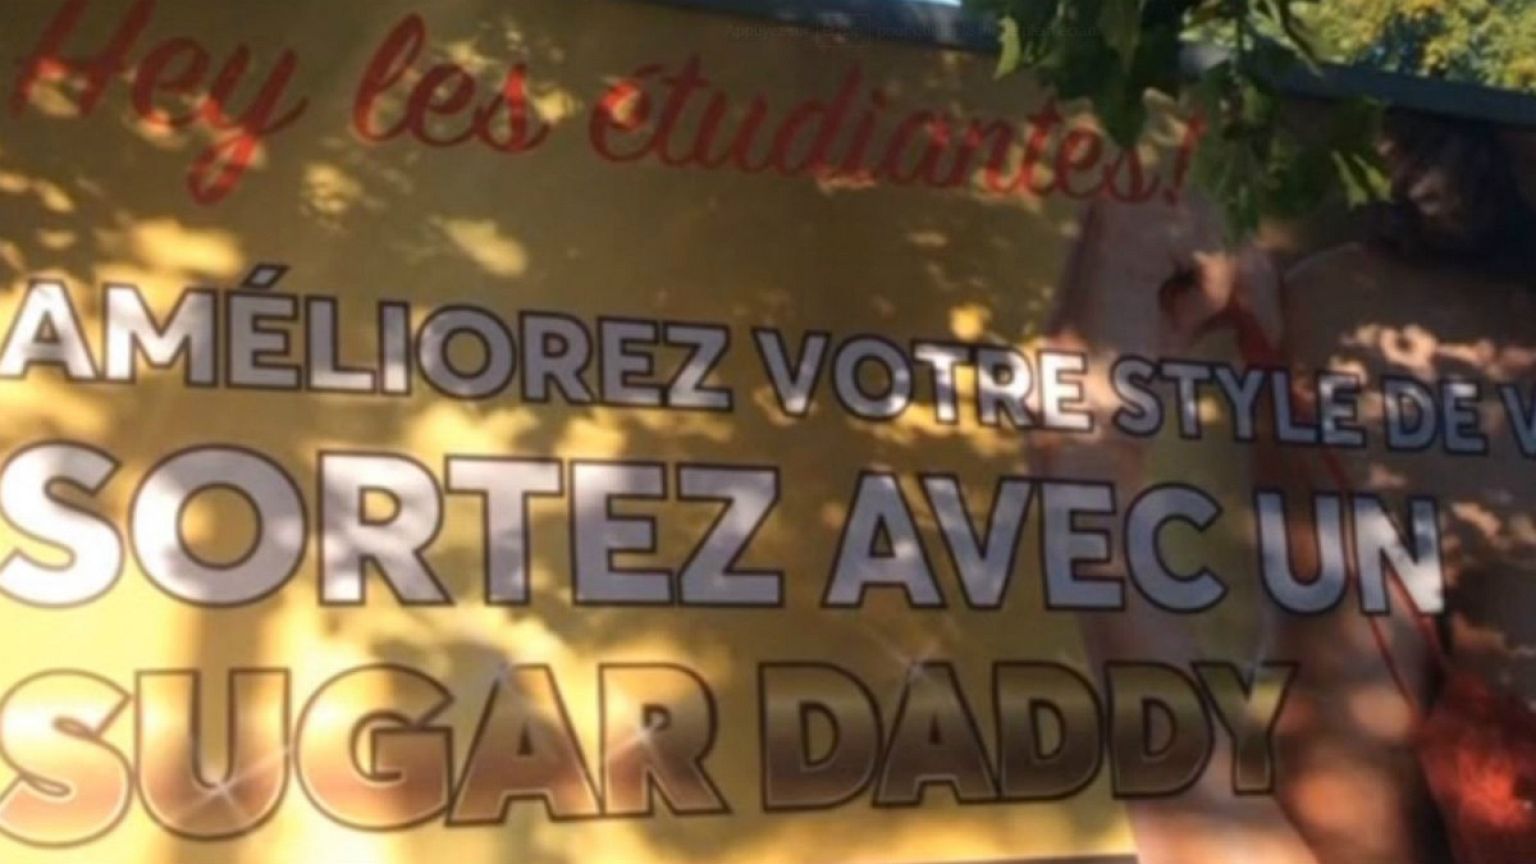 Hey les étudiantes!
AMÉLIOREZ VOTRE STYLE DE V
SORTEZ AVEC UN
SUGAR DADDY